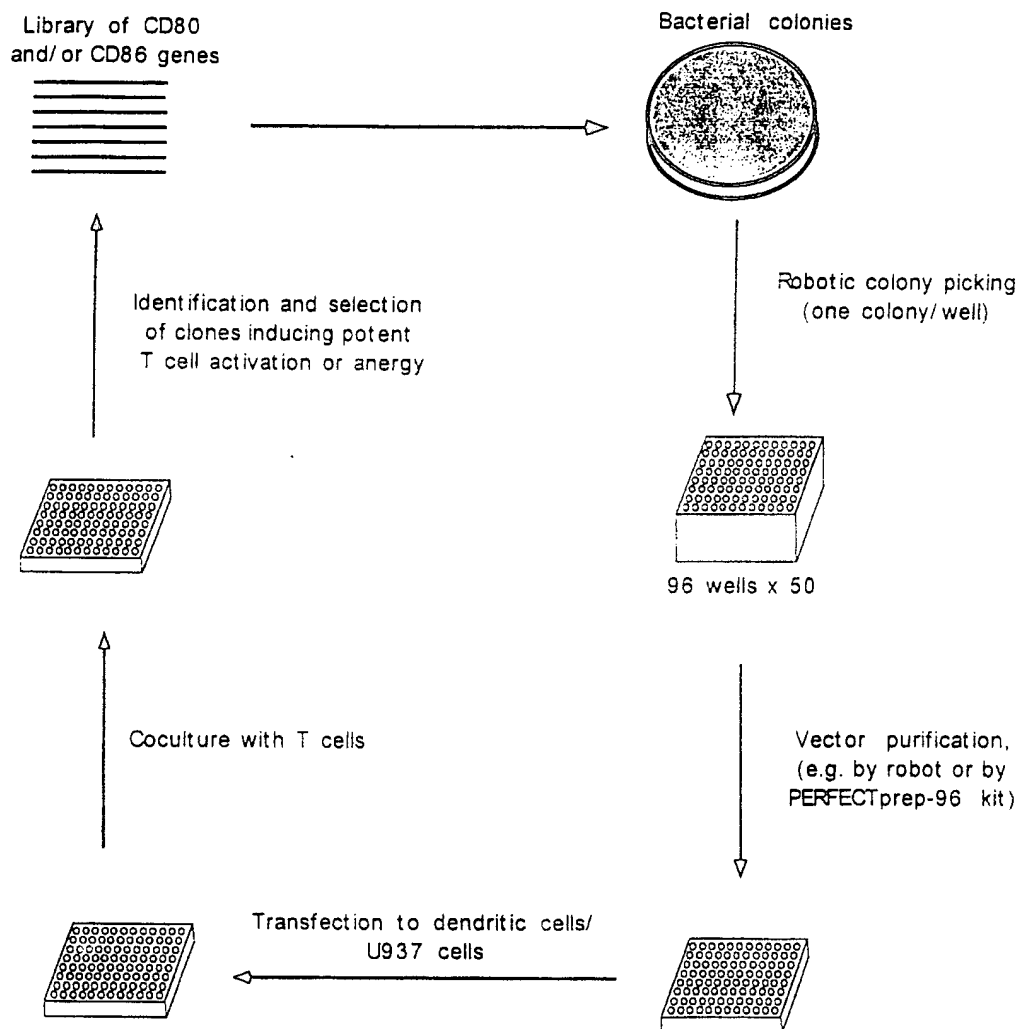 Library of CD80
and/or CD86 genes
Bacterial colonies
Robotic colony picking
(one colony/well)
Identification and selection
of clones inducing potent
T cell activation or anergy
96 wells x 50
Coculture with T cells
Vector purification,
(e.g. by robot or by
PERFECTprep-96 kit)
Transfection to dendritic cells/
U937 cells